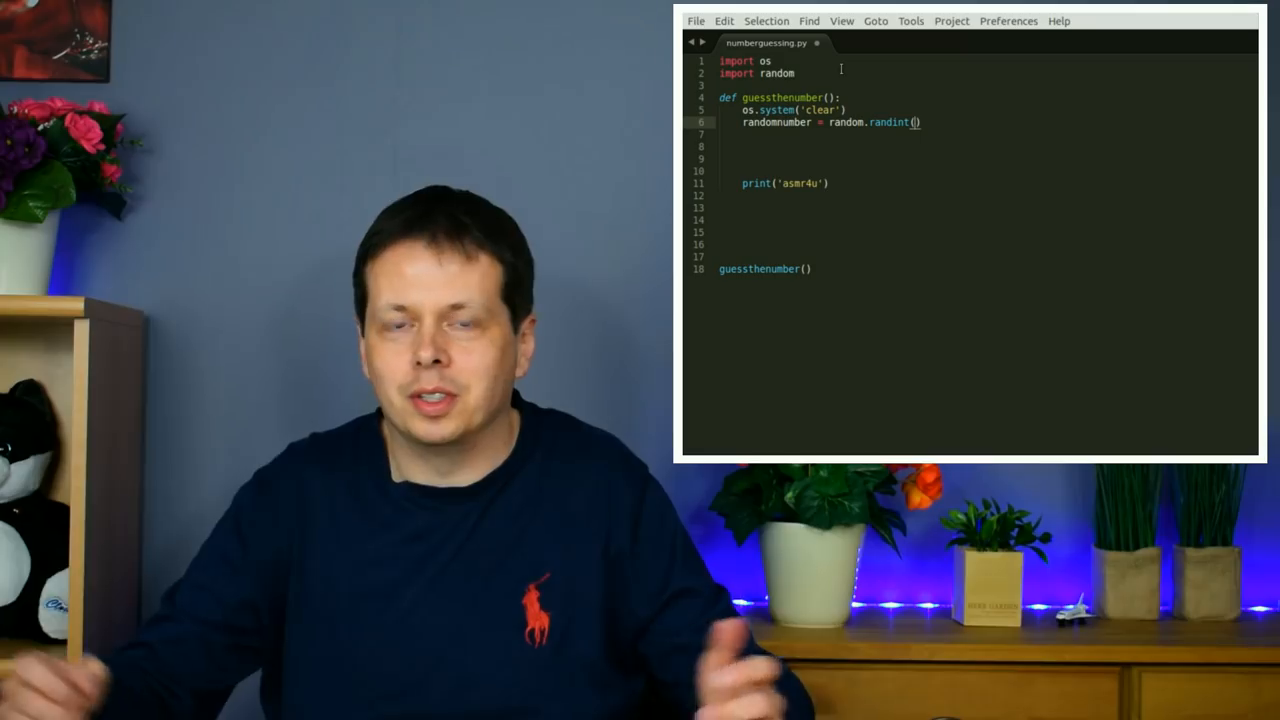 File Edit Selection Find View Goto Tools Project Preferences Help
numberguessing.py
1 import os
2 import random
3
4 def guessthenumber():
5 os.system('clear')
6 randomnumber = random.randint()
7
8
9
10
11 print('asmr4u')
12
13
14
15
16
17
18 guessthenumber()
HERB GARDEN